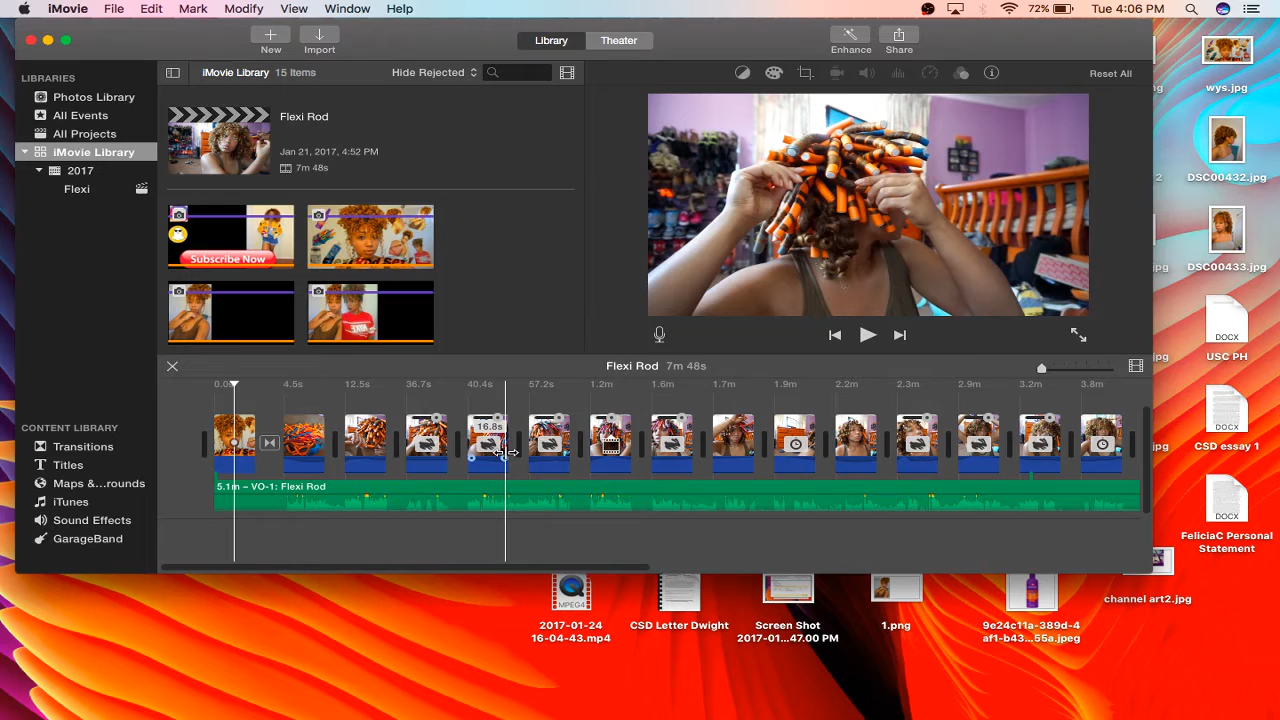 iMovie File Edit Mark Modify View Window Help 72% Tue 4:06 PM
New Import Library Theater Enhance Share
LIBRARIES
Photos Library
All Events
All Projects
iMovie Library
2017
Flexi
CONTENT LIBRARY
Transitions
Titles
Maps &...rounds
iTunes
Sound Effects
GarageBand
iMovie Library 15 Items Hide Rejected
Flexi Rod
Jan 21, 2017, 4:52 PM
7m 48s
Subscribe Now
Reset All
Flexi Rod 7m 48s
4.5s 12.5s 36.7s 40.4s 57.2s 1.2m 1.6m 1.7m 1.9m 2.2m 2.3m 2.9m 3.2m 3.8m
16.8s
5.1m – VO-1: Flexi Rod
wys.jpg
DSC00432.jpg
DSC00433.jpg
USC PH
CSD essay 1
FeliciaC Personal
Statement
channel art2.jpg
DOCX
DOCX
DOCX
MPEG4
2017-01-24
16-04-43.mp4
CSD Letter Dwight
Screen Shot
2017-01...47.00 PM
1.png
9e24c11a-389d-4
af1-b43...55a.jpeg